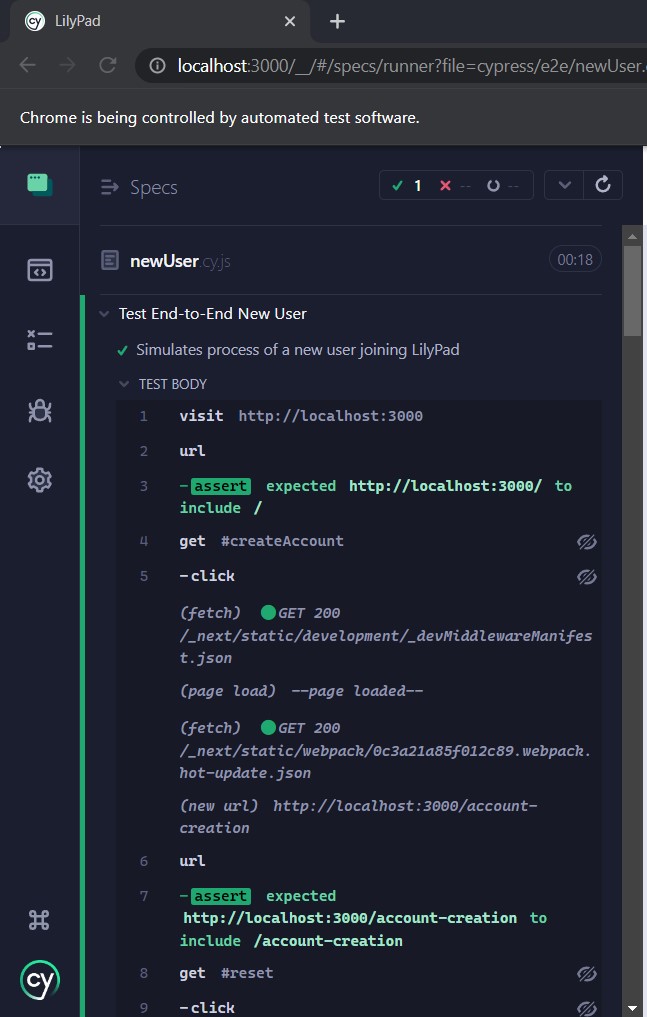 LilyPad
localhost:3000/__/#/specs/runner?file=cypress/e2e/newUser.
Chrome is being controlled by automated test software.
Specs
1 -- --
newUser.cy.js 00:18
Test End-to-End New User
Simulates process of a new user joining LilyPad
TEST BODY
1 visit http://localhost:3000
2 url
3 -assert expected http://localhost:3000/ to
include /
4 get #createAccount
5 -click
(fetch) GET 200
/_next/static/development/_devMiddlewareManifes
t.json
(page load) --page loaded--
(fetch) GET 200
/_next/static/webpack/0c3a21a85f012c89.webpack.
hot-update.json
(new url) http://localhost:3000/account-
creation
6 url
7 -assert expected
http://localhost:3000/account-creation to
include /account-creation
8 get #reset
9 -click
cy